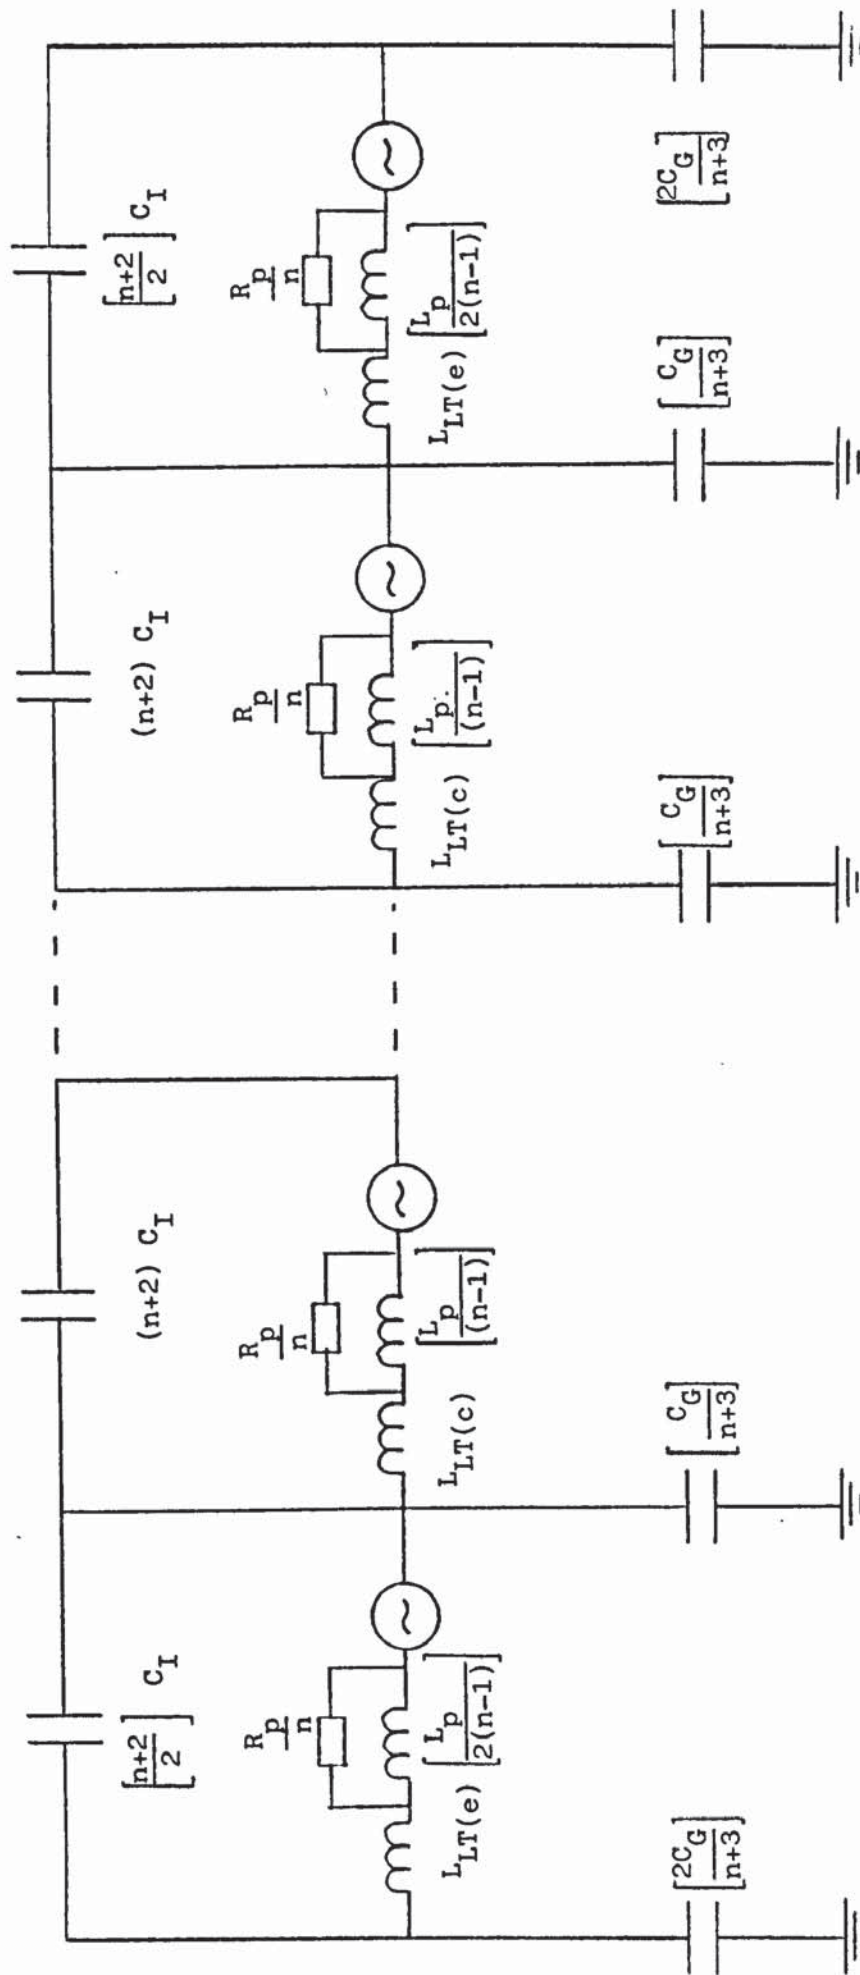 [n+2/2] C_I
(n+2) C_I
(n+2) C_I
[n+2/2] C_I
R_p/n
R_p/n
R_p/n
R_p/n
L_LT(e)
[L_p/2(n-1)]
L_LT(c)
[L_p/(n-1)]
L_LT(c)
[L_p/(n-1)]
L_LT(e)
[L_p/2(n-1)]
[2C_G/n+3]
[C_G/n+3]
[C_G/n+3]
[C_G/n+3]
[2C_G/n+3]